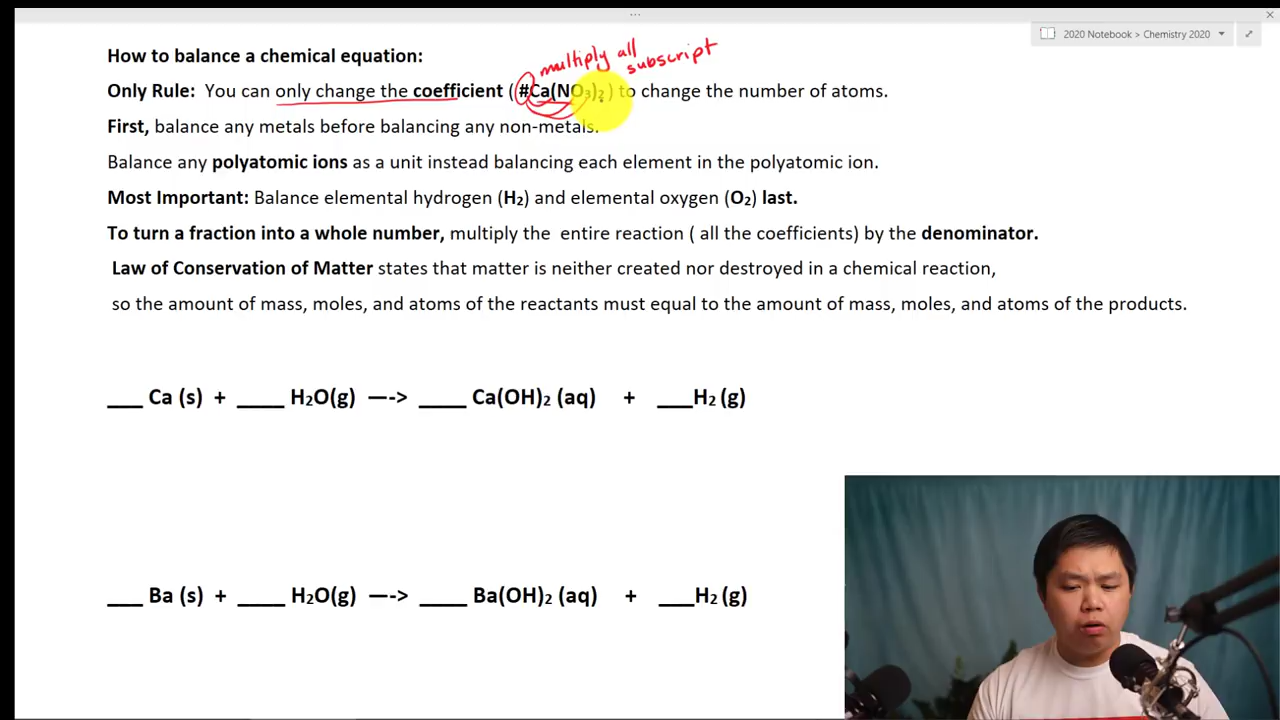 2020 Notebook > Chemistry 2020
How to balance a chemical equation:
multiply all
subscript
Only Rule: You can only change the coefficient ( #Ca(NO₃)₂ ) to change the number of atoms.
First, balance any metals before balancing any non-metals.
Balance any polyatomic ions as a unit instead balancing each element in the polyatomic ion.
Most Important: Balance elemental hydrogen (H₂) and elemental oxygen (O₂) last.
To turn a fraction into a whole number, multiply the entire reaction ( all the coefficients) by the denominator.
Law of Conservation of Matter states that matter is neither created nor destroyed in a chemical reaction,
so the amount of mass, moles, and atoms of the reactants must equal to the amount of mass, moles, and atoms of the products.
___ Ca (s) + ____ H₂O(g) —-> ____ Ca(OH)₂ (aq) + ___H₂ (g)
___ Ba (s) + ____ H₂O(g) —-> ____ Ba(OH)₂ (aq) + ___H₂ (g)